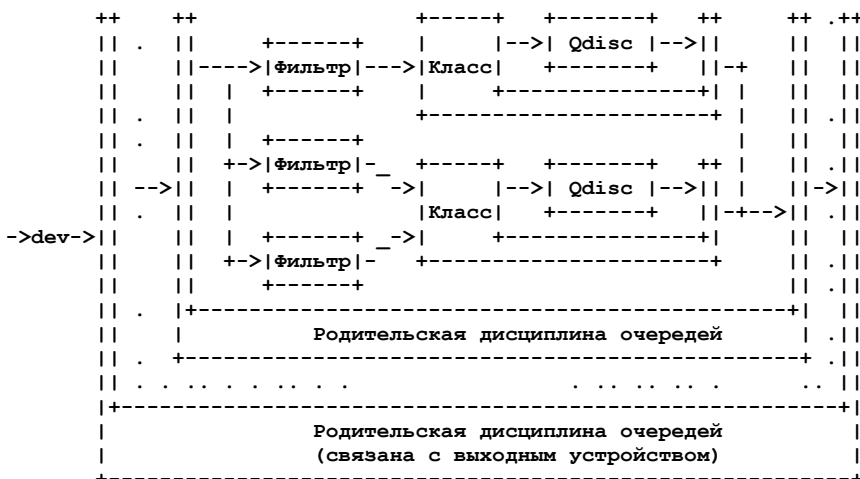 Qdisc
Фильтр Класс
Фильтр
Qdisc
Класс
->dev->
Фильтр
Родительская дисциплина очередей
Родительская дисциплина очередей
(связана с выходным устройством)